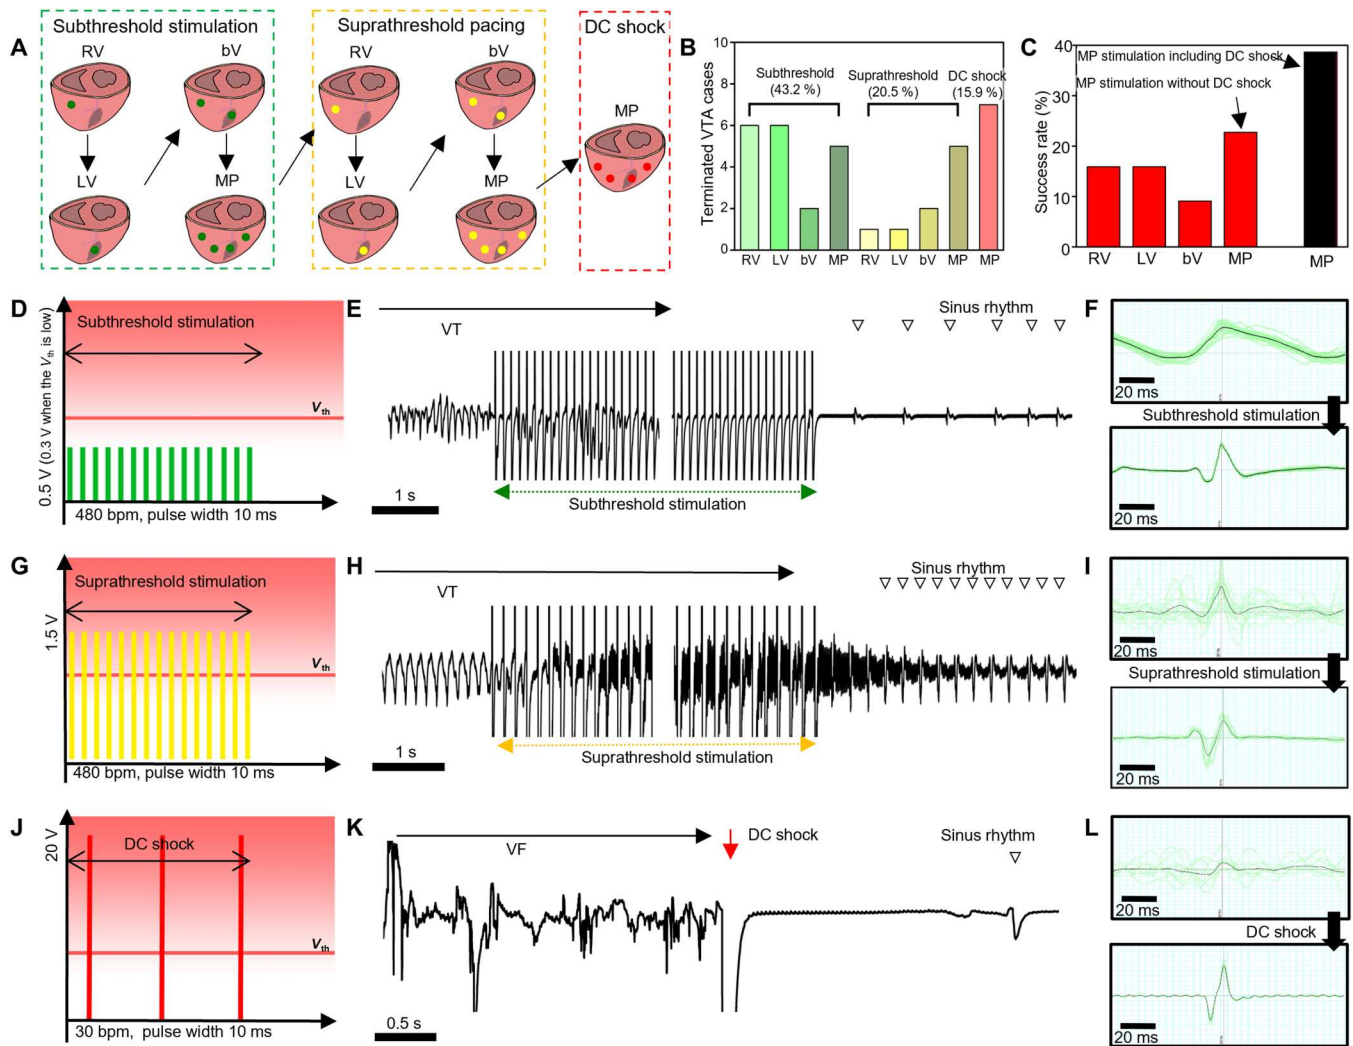 A
Subthreshold stimulation
Suprathreshold pacing
DC shock
RV
bV
LV
MP
RV
bV
LV
MP
MP
B
Terminated VTA cases
10
8
6
4
2
0
Subthreshold
(43.2 %)
Suprathreshold
(20.5 %)
DC shock
(15.9 %)
RV LV bV MP RV LV bV MP MP
C
Success rate (%)
40
30
20
10
0
MP stimulation including DC shock
MP stimulation without DC shock
RV LV bV MP MP
D
0.5 V (0.3 V when the Vth is low)
Subthreshold stimulation
Vth
480 bpm, pulse width 10 ms
E
VT
Sinus rhythm
1 s
Subthreshold stimulation
F
20 ms
Subthreshold stimulation
20 ms
G
1.5 V
Suprathreshold stimulation
Vth
480 bpm, pulse width 10 ms
H
VT
Sinus rhythm
1 s
Suprathreshold stimulation
I
20 ms
Suprathreshold stimulation
20 ms
J
20 V
DC shock
Vth
30 bpm, pulse width 10 ms
K
VF
DC shock
Sinus rhythm
0.5 s
L
20 ms
DC shock
20 ms